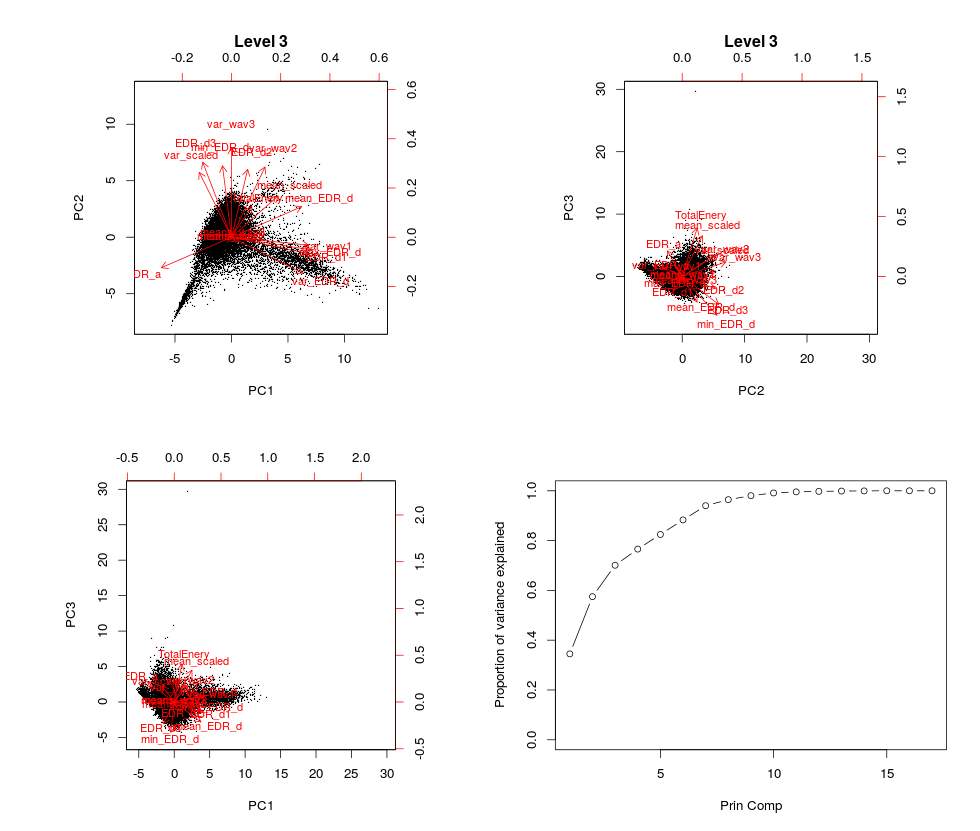 Level 3
-0.2 0.0 0.2 0.4 0.6
0.6
0.4
0.2
0.0
-0.2
10
5
0
-5
PC2
var_wav3
EDR_d3
min_EDR_d
var_wav2
EDR_d2
var_scaled
mean_scaled
mean_EDR_d
var_wav1
EDR_d1
var_EDR_d
DR_a
-5 0 5 10
PC1
Level 3
0.0 0.5 1.0 1.5
1.5
1.0
0.5
0.0
30
20
10
0
PC3
TotalEnery
mean_scaled
var_wav3
EDR_d2
mean_EDR_d
EDR_d3
min_EDR_d
0 10 20 30
PC2
-0.5 0.0 0.5 1.0 1.5 2.0
2.0
1.5
1.0
0.5
0.0
-0.5
30
25
20
15
10
5
0
-5
PC3
TotalEnery
mean_scaled
EDR_d1
mean_EDR_d
min_EDR_d
-5 0 5 10 15 20 25 30
PC1
1.0
0.8
0.6
0.4
0.2
0.0
Proportion of variance explained
5 10 15
Prin Comp